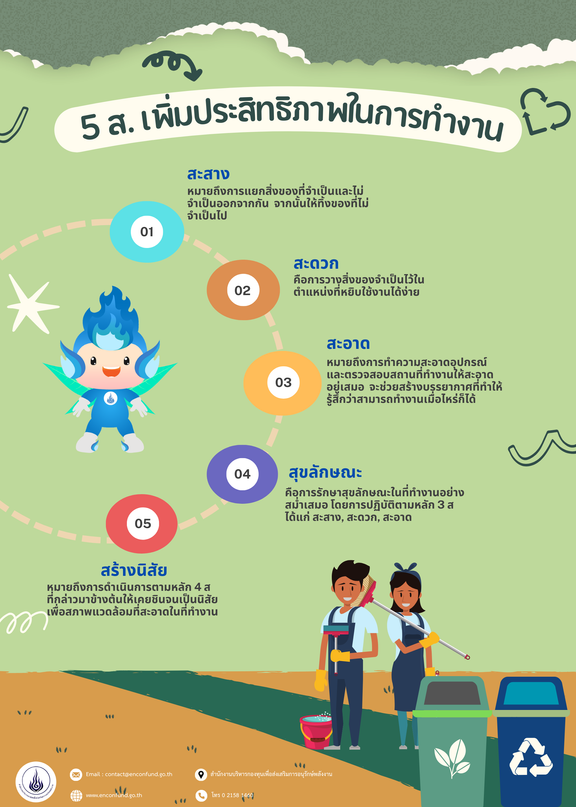 5 ส. เพิ่มประสิทธิภาพในการทำงาน
สะสาง
หมายถึงการแยกสิ่งของที่จำเป็นและไม่
จำเป็นออกจากกัน จากนั้นให้ทิ้งของที่ไม่
จำเป็นไป
01
สะดวก
คือการวางสิ่งของจำเป็นไว้ใน
ตำแหน่งที่หยิบใช้งานได้ง่าย
02
สะอาด
หมายถึงการทำความสะอาดอุปกรณ์
และตรวจสอบสถานที่ทำงานให้สะอาด
อยู่เสมอ จะช่วยสร้างบรรยากาศที่ทำให้
รู้สึกว่าสามารถทำงานเมื่อไหร่ก็ได้
03
สุขลักษณะ
คือการรักษาสุขลักษณะในที่ทำงานอย่าง
สม่ำเสมอ โดยการปฏิบัติตามหลัก 3 ส
ได้แก่ สะสาง, สะดวก, สะอาด
04
05
สร้างนิสัย
หมายถึงการดำเนินการตามหลัก 4 ส
ที่กล่าวมาข้างต้นให้เคยชินจนเป็นนิสัย
เพื่อสภาพแวดล้อมที่สะอาดในที่ทำงาน
Email : contact@enconfund.go.th
สำนักงานบริหารกองทุนเพื่อส่งเสริมการอนุรักษ์พลังงาน
www.enconfund.go.th
โทร 0 2158